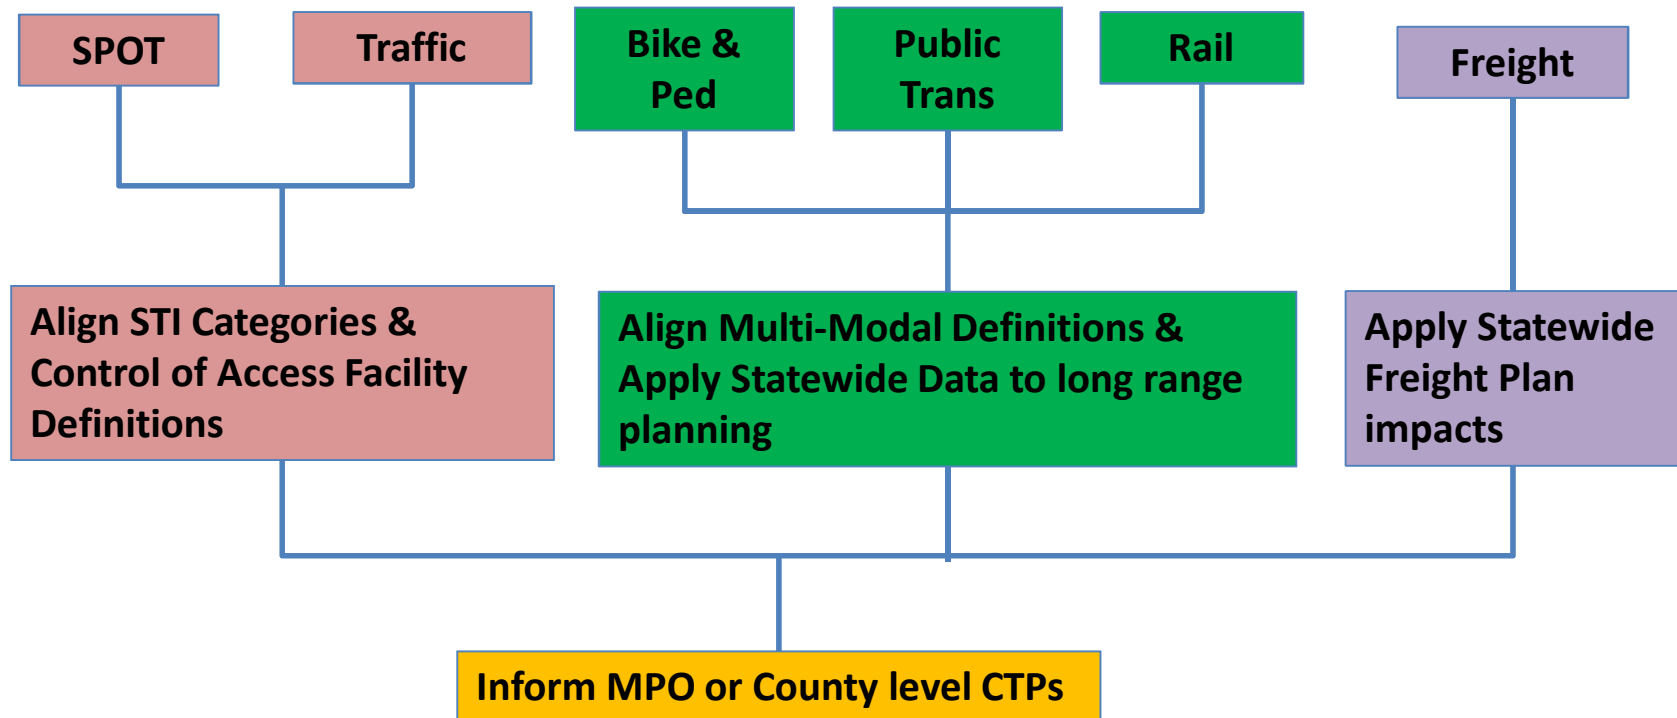 SPOT
Traffic
Bike &
Ped
Public
Trans
Rail
Freight
Align STI Categories &
Control of Access Facility
Definitions
Align Multi-Modal Definitions &
Apply Statewide Data to long range
planning
Apply Statewide
Freight Plan
impacts
Inform MPO or County level CTPs